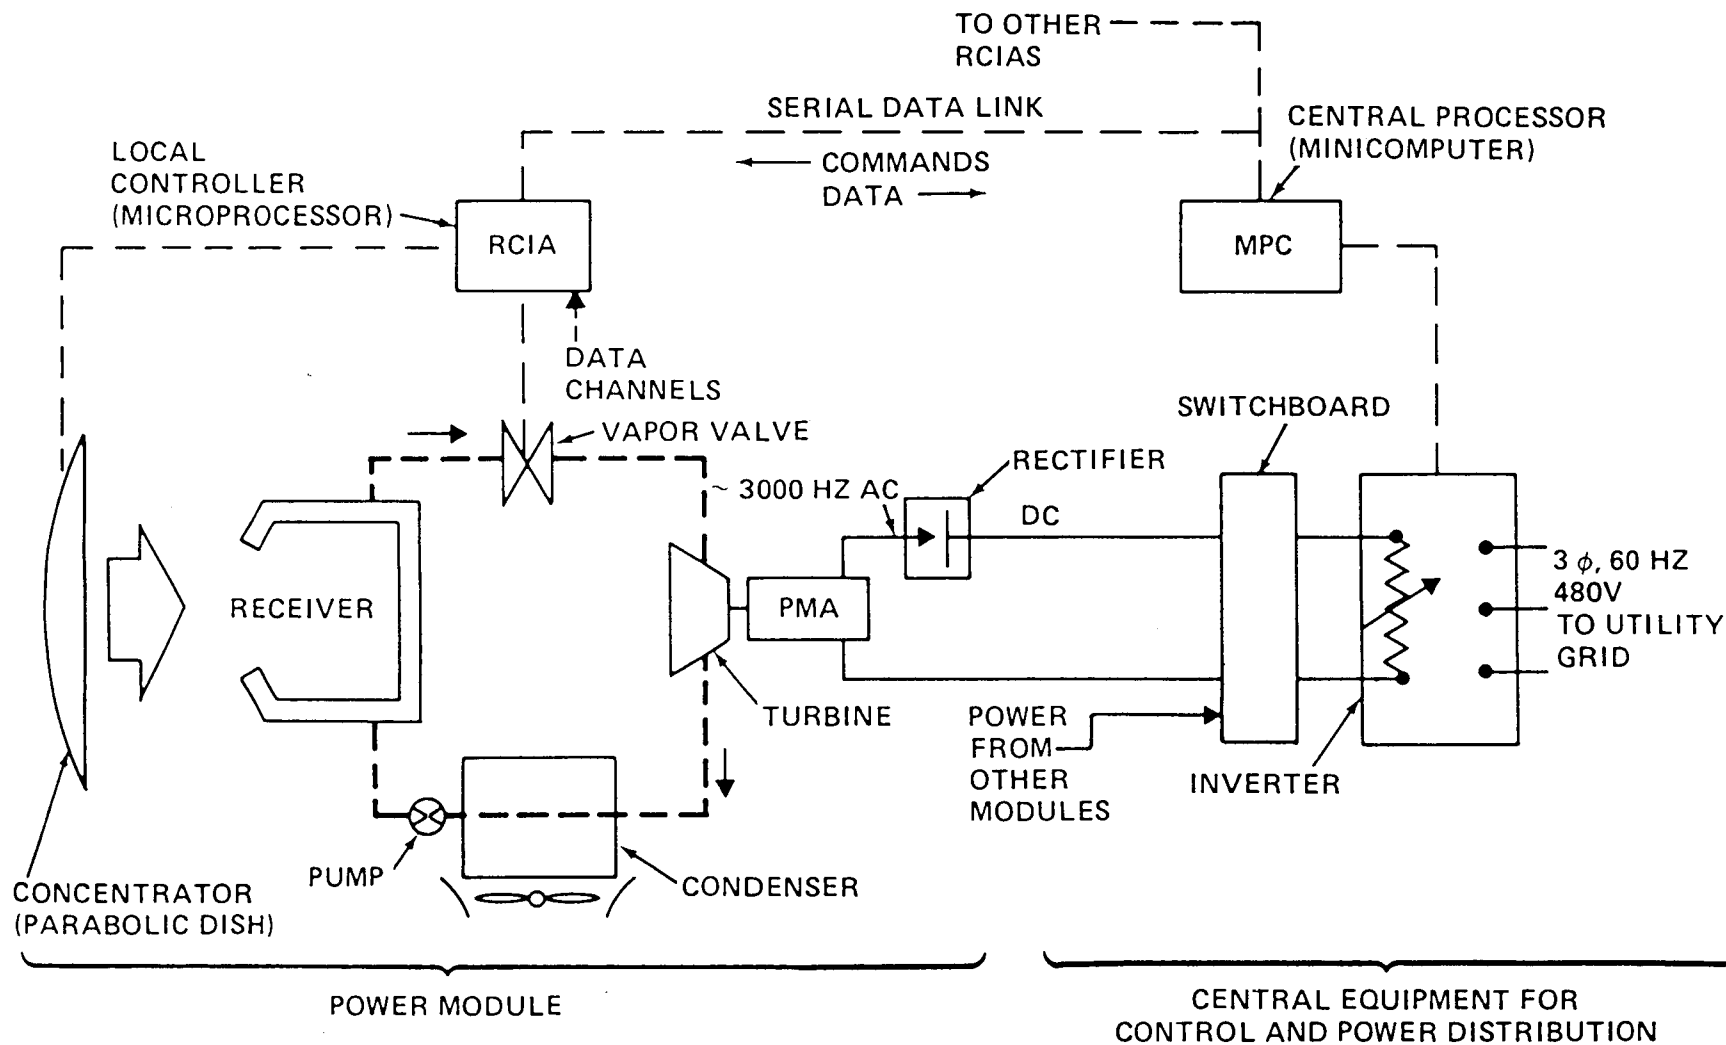 TO OTHER
RCIAS
SERIAL DATA LINK
COMMANDS
DATA
CENTRAL PROCESSOR
(MINICOMPUTER)
LOCAL
CONTROLLER
(MICROPROCESSOR)
RCIA
MPC
DATA
CHANNELS
VAPOR VALVE
SWITCHBOARD
RECTIFIER
~ 3000 HZ AC
DC
RECEIVER
PMA
3 ϕ, 60 HZ
480V
TO UTILITY
GRID
TURBINE
POWER
FROM
OTHER
MODULES
INVERTER
PUMP
CONDENSER
CONCENTRATOR
(PARABOLIC DISH)
POWER MODULE
CENTRAL EQUIPMENT FOR
CONTROL AND POWER DISTRIBUTION